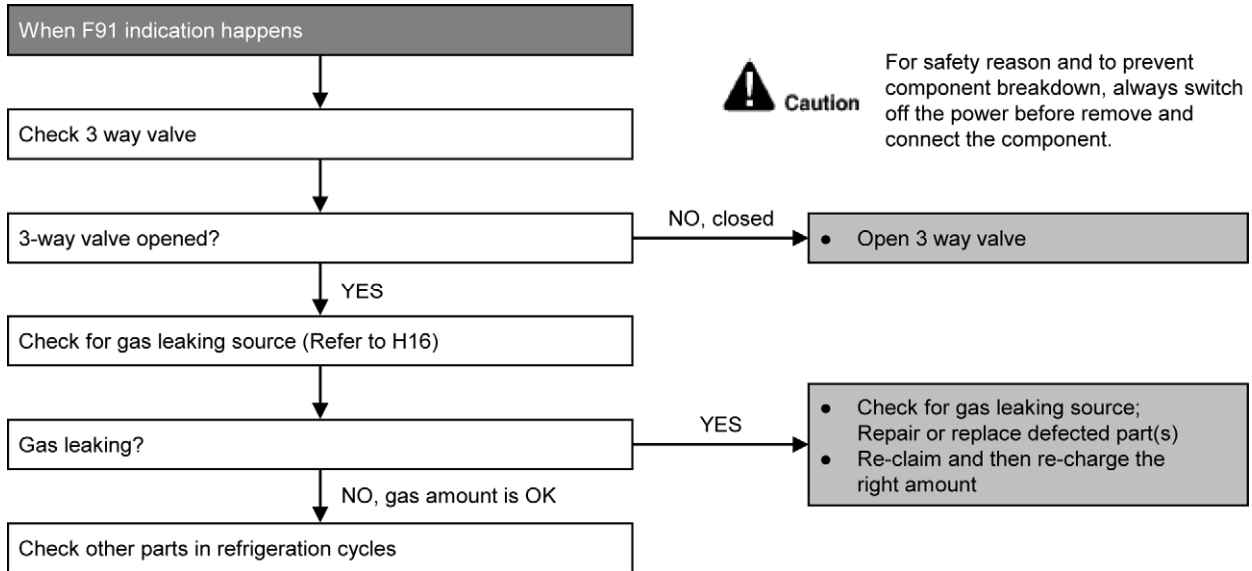 When F91 indication happens
Caution
For safety reason and to prevent
component breakdown, always switch
off the power before remove and
connect the component.
Check 3 way valve
3-way valve opened?
NO, closed
● Open 3 way valve
YES
Check for gas leaking source (Refer to H16)
Gas leaking?
YES
● Check for gas leaking source;
Repair or replace defected part(s)
● Re-claim and then re-charge the
right amount
NO, gas amount is OK
Check other parts in refrigeration cycles